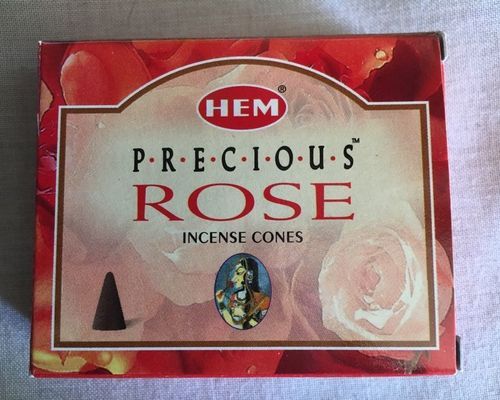 HEM®
P·R·E·C·I·O·U·S™
ROSE
INCENSE CONES